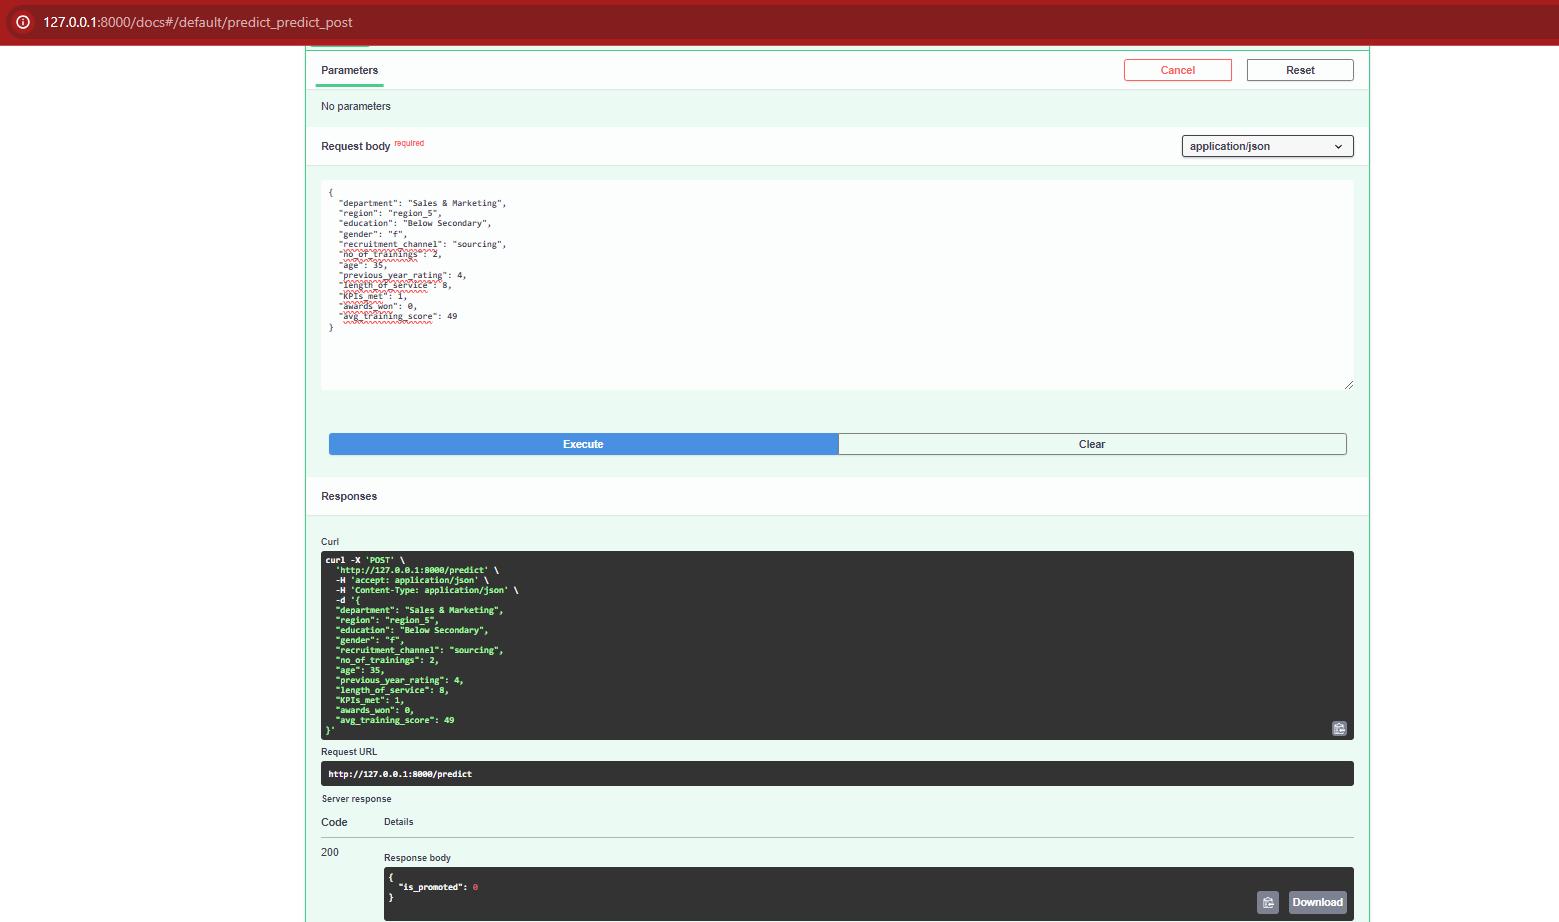 127.0.0.1:8000/docs#/default/predict_predict_post
Parameters
Cancel
Reset
No parameters
Request body required
application/json
{
"department": "Sales & Marketing",
"region": "region_5",
"education": "Below Secondary",
"gender": "f",
"recruitment_channel": "sourcing",
"no_of_trainings": 2,
"age": 35,
"previous_year_rating": 4,
"length_of_service": 8,
"KPIs_met": 1,
"awards_won": 0,
"avg_training_score": 49
}
Execute
Clear
Responses
Curl
curl -X 'POST' \
'http://127.0.0.1:8000/predict' \
-H 'accept: application/json' \
-H 'Content-Type: application/json' \
-d '{
"department": "Sales & Marketing",
"region": "region_5",
"education": "Below Secondary",
"gender": "f",
"recruitment_channel": "sourcing",
"no_of_trainings": 2,
"age": 35,
"previous_year_rating": 4,
"length_of_service": 8,
"KPIs_met": 1,
"awards_won": 0,
"avg_training_score": 49
}'
Request URL
http://127.0.0.1:8000/predict
Server response
Code
Details
200
Response body
{
"is_promoted": 0
}
Download